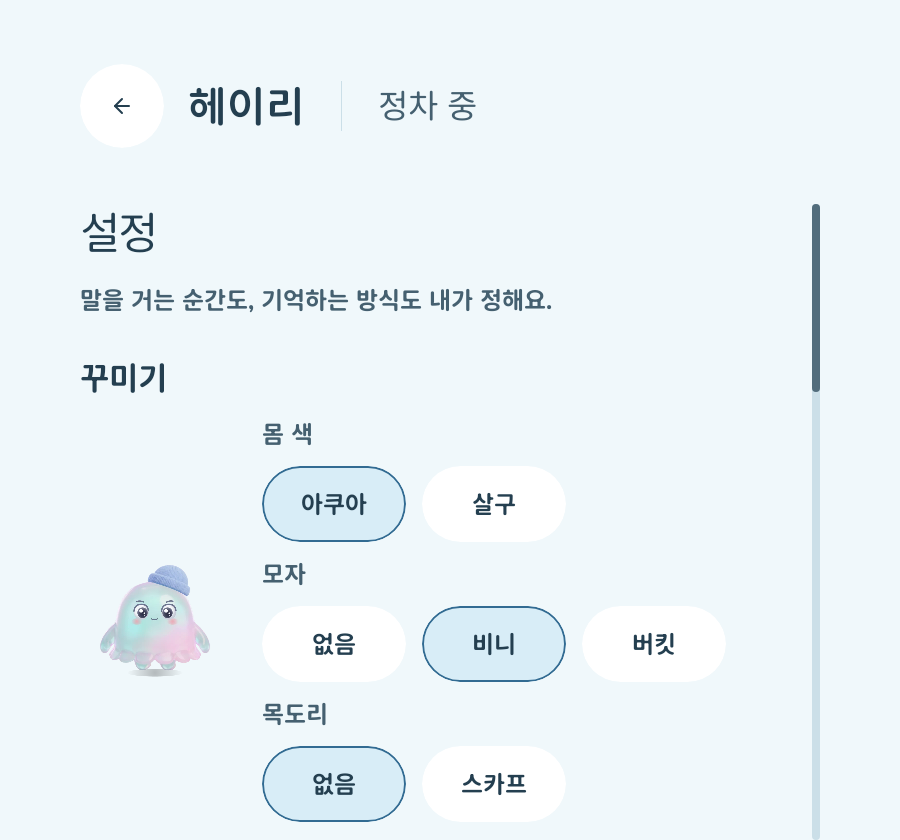 헤이리
정차 중
설정
말을 거는 순간도, 기억하는 방식도 내가 정해요.
꾸미기
몸 색
아쿠아 살구
모자
없음 비니 버킷
목도리
없음 스카프